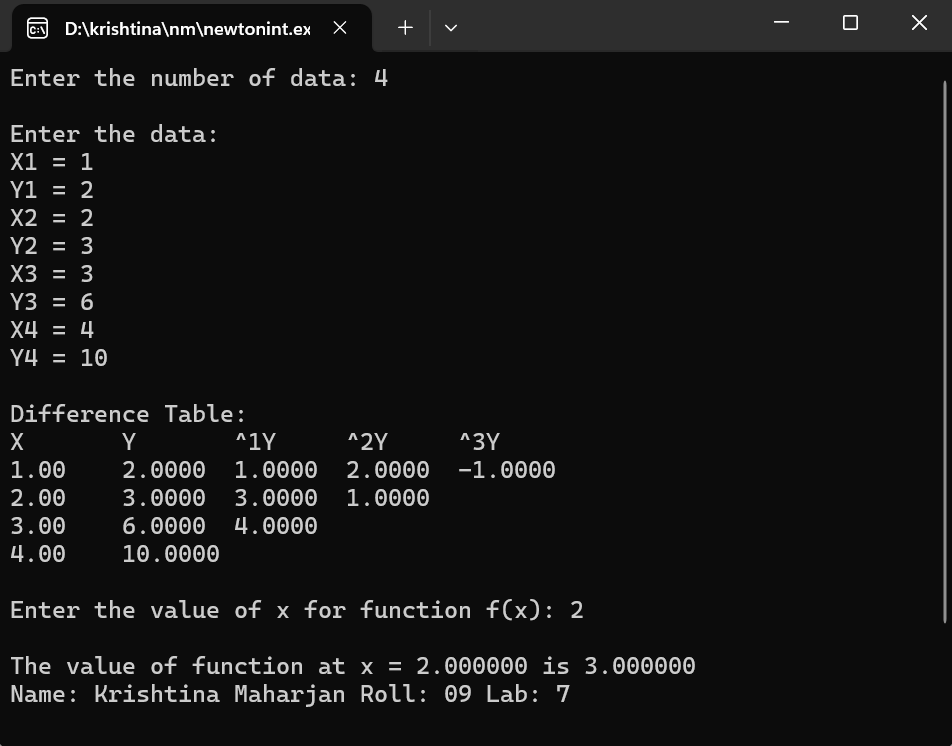 D:\krishtina\nm\newtonint.ex
Enter the number of data: 4
Enter the data:
X1 = 1
Y1 = 2
X2 = 2
Y2 = 3
X3 = 3
Y3 = 6
X4 = 4
Y4 = 10
Difference Table:
X Y ^1Y ^2Y ^3Y
1.00 2.0000 1.0000 2.0000 -1.0000
2.00 3.0000 3.0000 1.0000
3.00 6.0000 4.0000
4.00 10.0000
Enter the value of x for function f(x): 2
The value of function at x = 2.000000 is 3.000000
Name: Krishtina Maharjan Roll: 09 Lab: 7